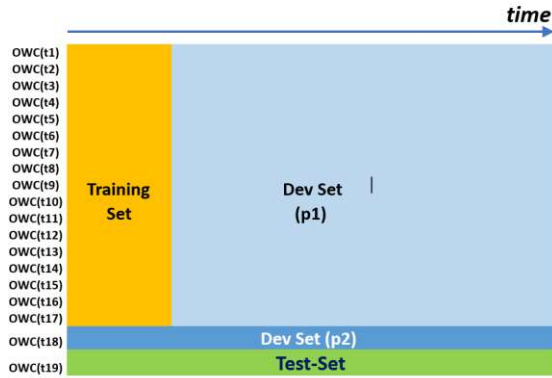 time
OWC(t1)
OWC(t2)
OWC(t3)
OWC(t4)
OWC(t5)
OWC(t6)
OWC(t7)
OWC(t8)
OWC(t9)
OWC(t10)
OWC(t11)
OWC(t12)
OWC(t13)
OWC(t14)
OWC(t15)
OWC(t16)
OWC(t17)
OWC(t18)
OWC(t19)
Training
Set
Dev Set
(p1)
Dev Set (p2)
Test-Set